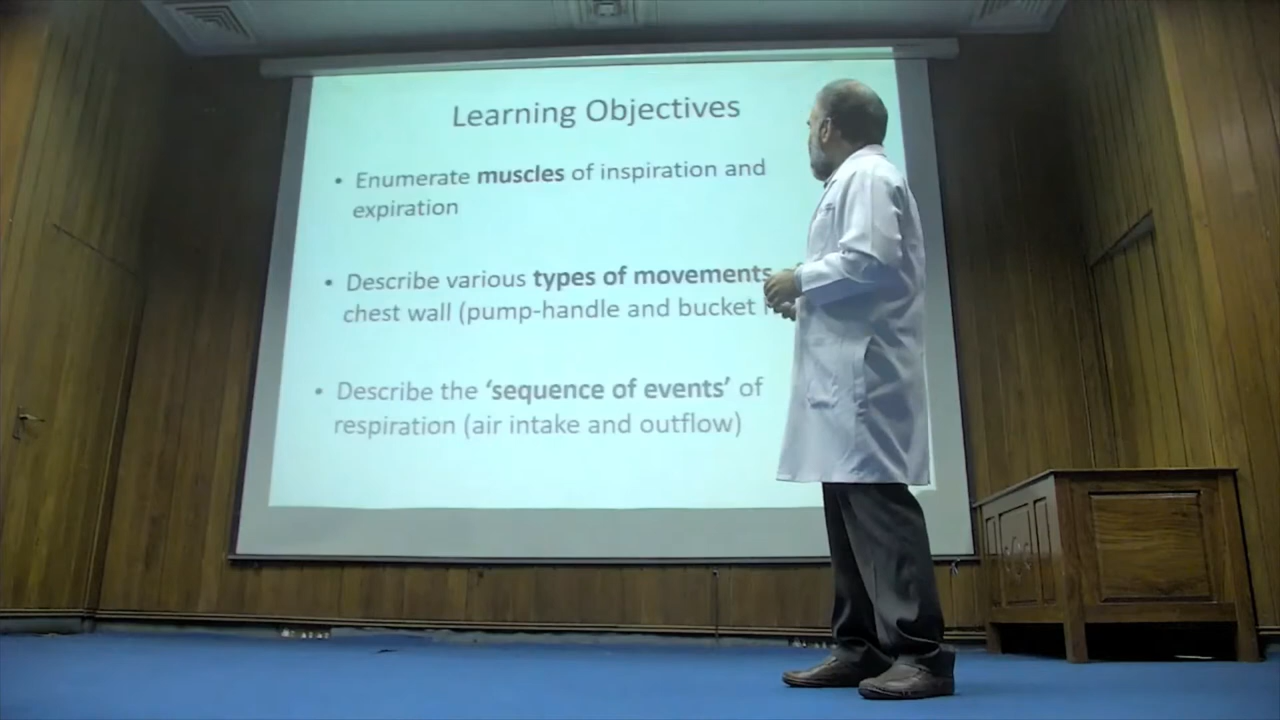 Learning Objectives
• Enumerate muscles of inspiration and
expiration
• Describe various types of movements
chest wall (pump-handle and bucket
• Describe the ‘sequence of events’ of
respiration (air intake and outflow)